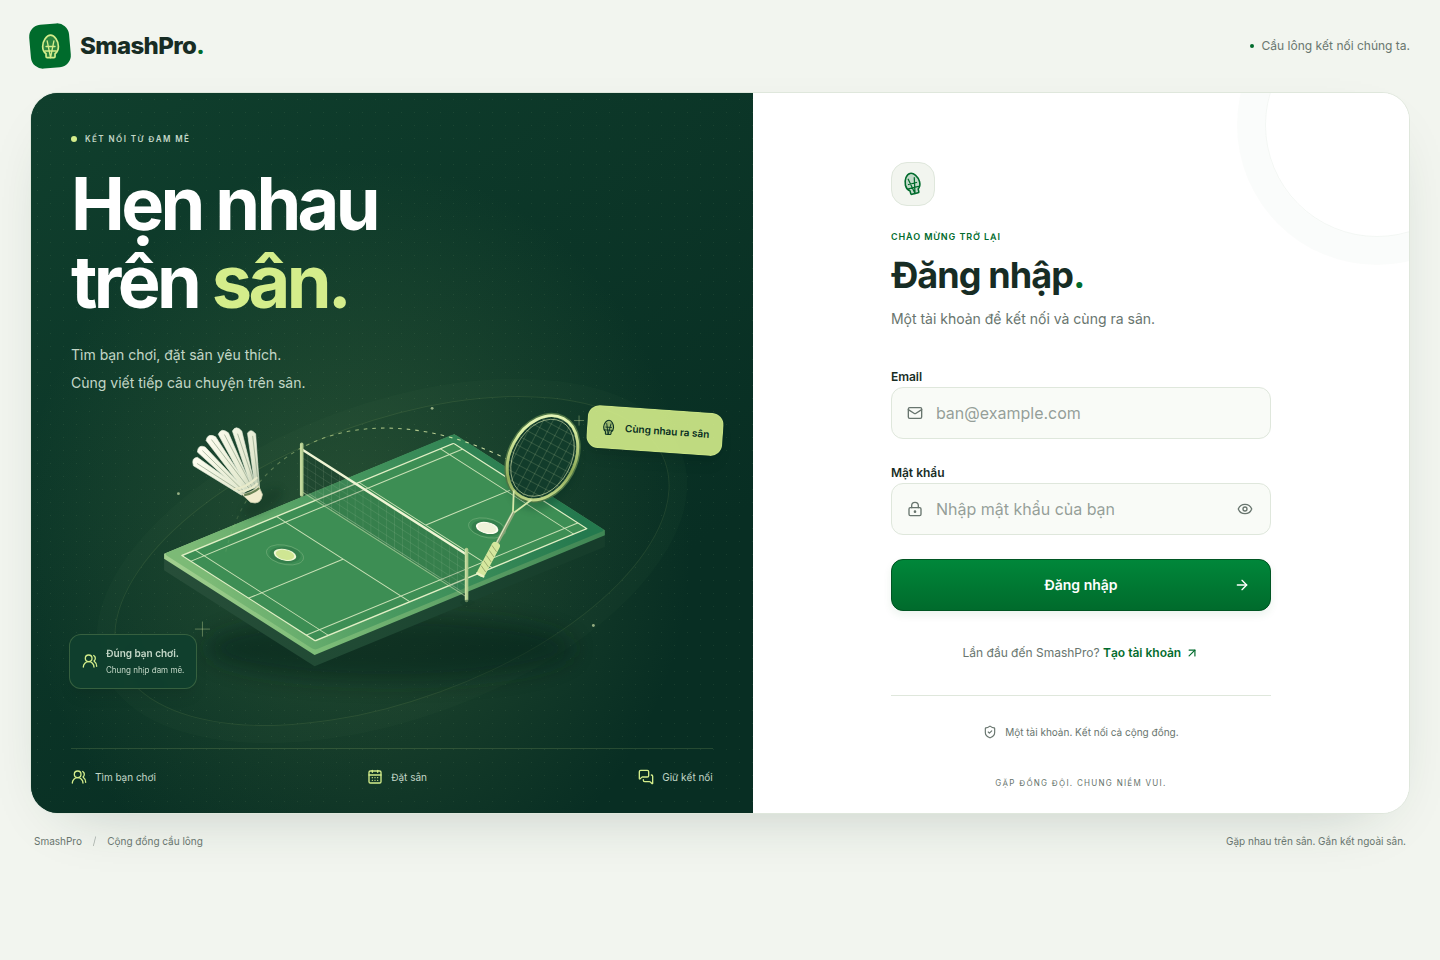 SmashPro.
Cầu lông kết nối chúng ta.
KẾT NỐI TỪ ĐAM MÊ
Hẹn nhau
trên sân.
Tìm bạn chơi, đặt sân yêu thích.
Cùng viết tiếp câu chuyện trên sân.
Cùng nhau ra sân
Đúng bạn chơi.
Chung nhịp đam mê.
Tìm bạn chơi
Đặt sân
Giữ kết nối
CHÀO MỪNG TRỞ LẠI
Đăng nhập.
Một tài khoản để kết nối và cùng ra sân.
Email
ban@example.com
Mật khẩu
Nhập mật khẩu của bạn
Đăng nhập
Lần đầu đến SmashPro? Tạo tài khoản
Một tài khoản. Kết nối cả cộng đồng.
GẶP ĐỒNG ĐỘI. CHUNG NIỀM VUI.
SmashPro / Cộng đồng cầu lông
Gặp nhau trên sân. Gắn kết ngoài sân.